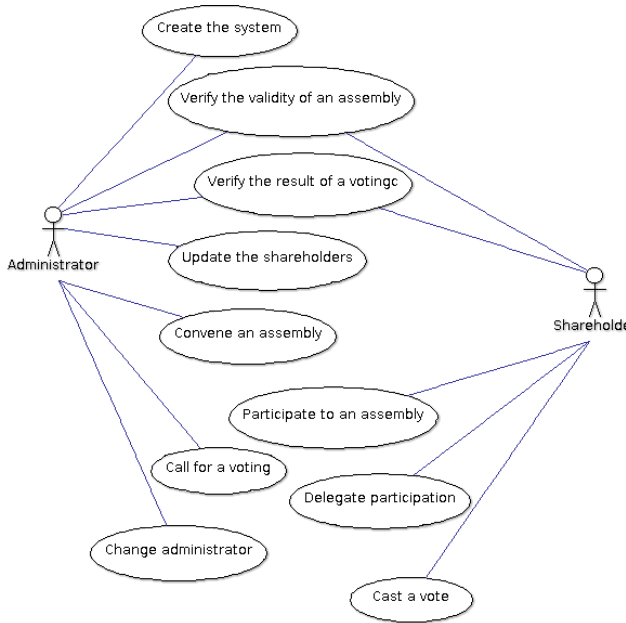 Create the system
Verify the validity of an assembly
Verify the result of a votingc
Update the shareholders
Administrator
Shareholde
Convene an assembly
Participate to an assembly
Call for a voting
Delegate participation
Change administrator
Cast a vote